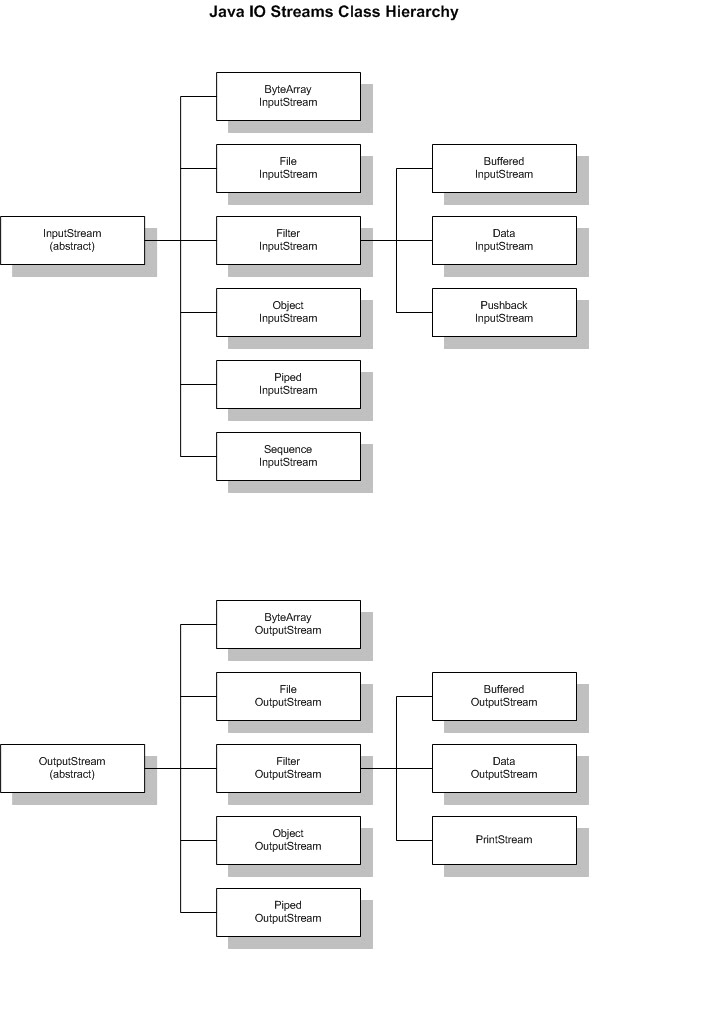 Java IO Streams Class Hierarchy
ByteArray
InputStream
File
InputStream
Buffered
InputStream
InputStream
(abstract)
Filter
InputStream
Data
InputStream
Object
InputStream
Pushback
InputStream
Piped
InputStream
Sequence
InputStream
ByteArray
OutputStream
File
OutputStream
Buffered
OutputStream
OutputStream
(abstract)
Filter
OutputStream
Data
OutputStream
Object
OutputStream
PrintStream
Piped
OutputStream